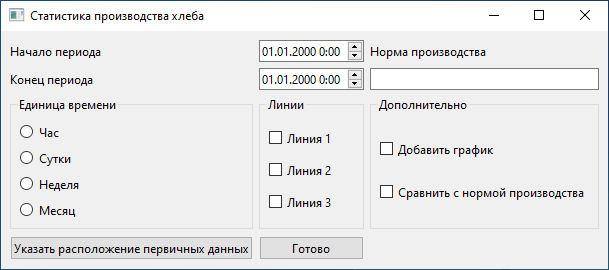 Статистика производства хлеба
Начало периода
01.01.2000 0:00
Норма производства
Конец периода
01.01.2000 0:00
Единица времени
Час
Сутки
Неделя
Месяц
Линии
Линия 1
Линия 2
Линия 3
Дополнительно
Добавить график
Сравнить с нормой производства
Указать расположение первичных данных
Готово